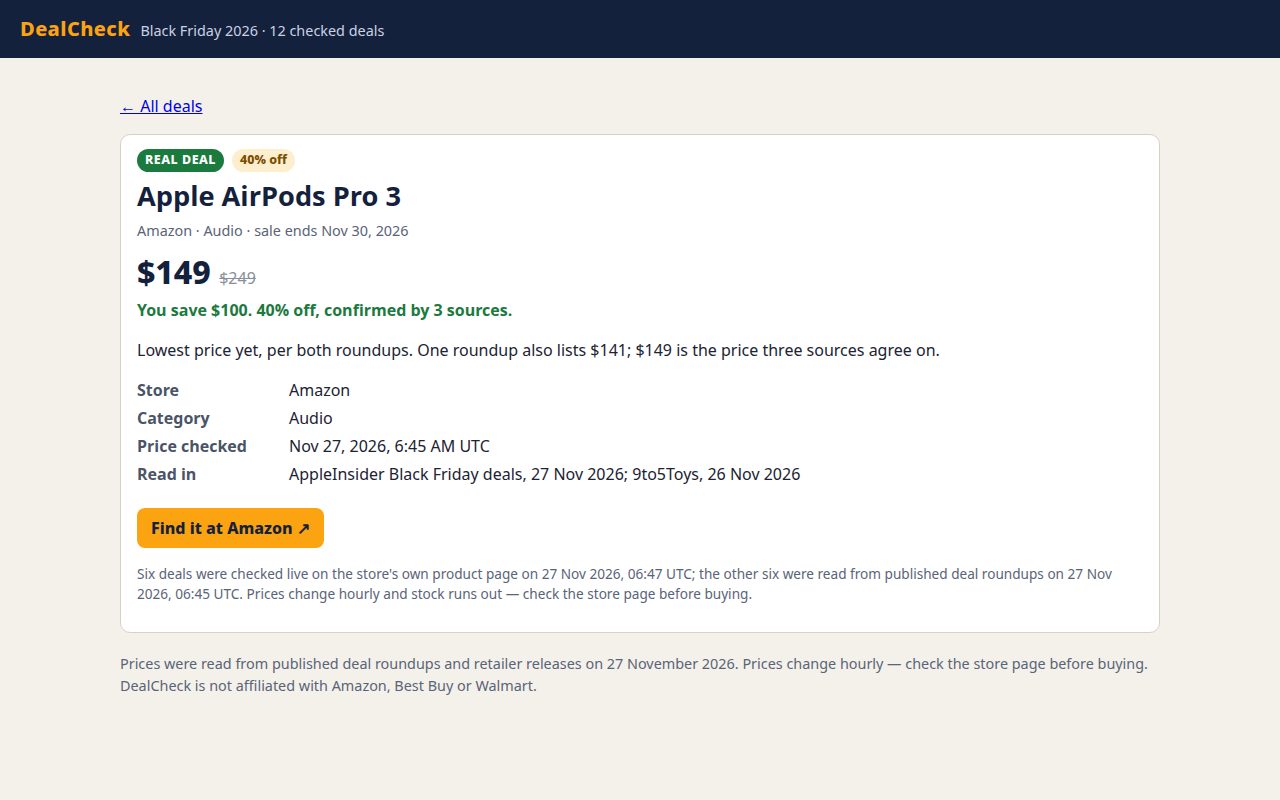 DealCheck Black Friday 2026 · 12 checked deals
← All deals
REAL DEAL 40% off
Apple AirPods Pro 3
Amazon · Audio · sale ends Nov 30, 2026
$149 $249
You save $100. 40% off, confirmed by 3 sources.
Lowest price yet, per both roundups. One roundup also lists $141; $149 is the price three sources agree on.
Store Amazon
Category Audio
Price checked Nov 27, 2026, 6:45 AM UTC
Read in AppleInsider Black Friday deals, 27 Nov 2026; 9to5Toys, 26 Nov 2026
Find it at Amazon ↗
Six deals were checked live on the store's own product page on 27 Nov 2026, 06:47 UTC; the other six were read from published deal roundups on 27 Nov
2026, 06:45 UTC. Prices change hourly and stock runs out — check the store page before buying.
Prices were read from published deal roundups and retailer releases on 27 November 2026. Prices change hourly — check the store page before buying.
DealCheck is not affiliated with Amazon, Best Buy or Walmart.